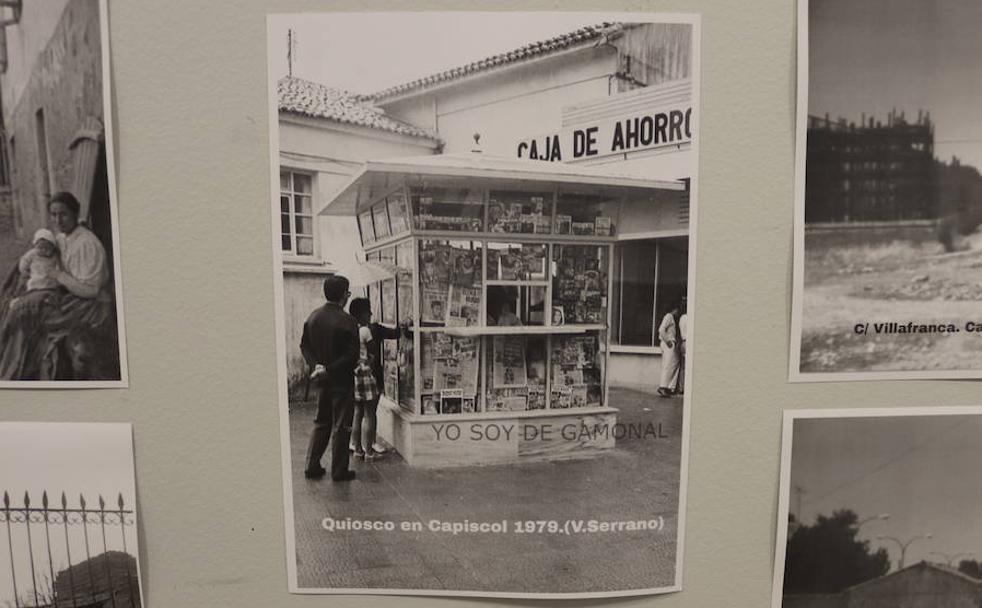 CAJA DE AHORRO
YO SOY DE GAMONAL
Quiosco en Capiscol 1979.(V.Serrano)
C/ Villafranca. Ca